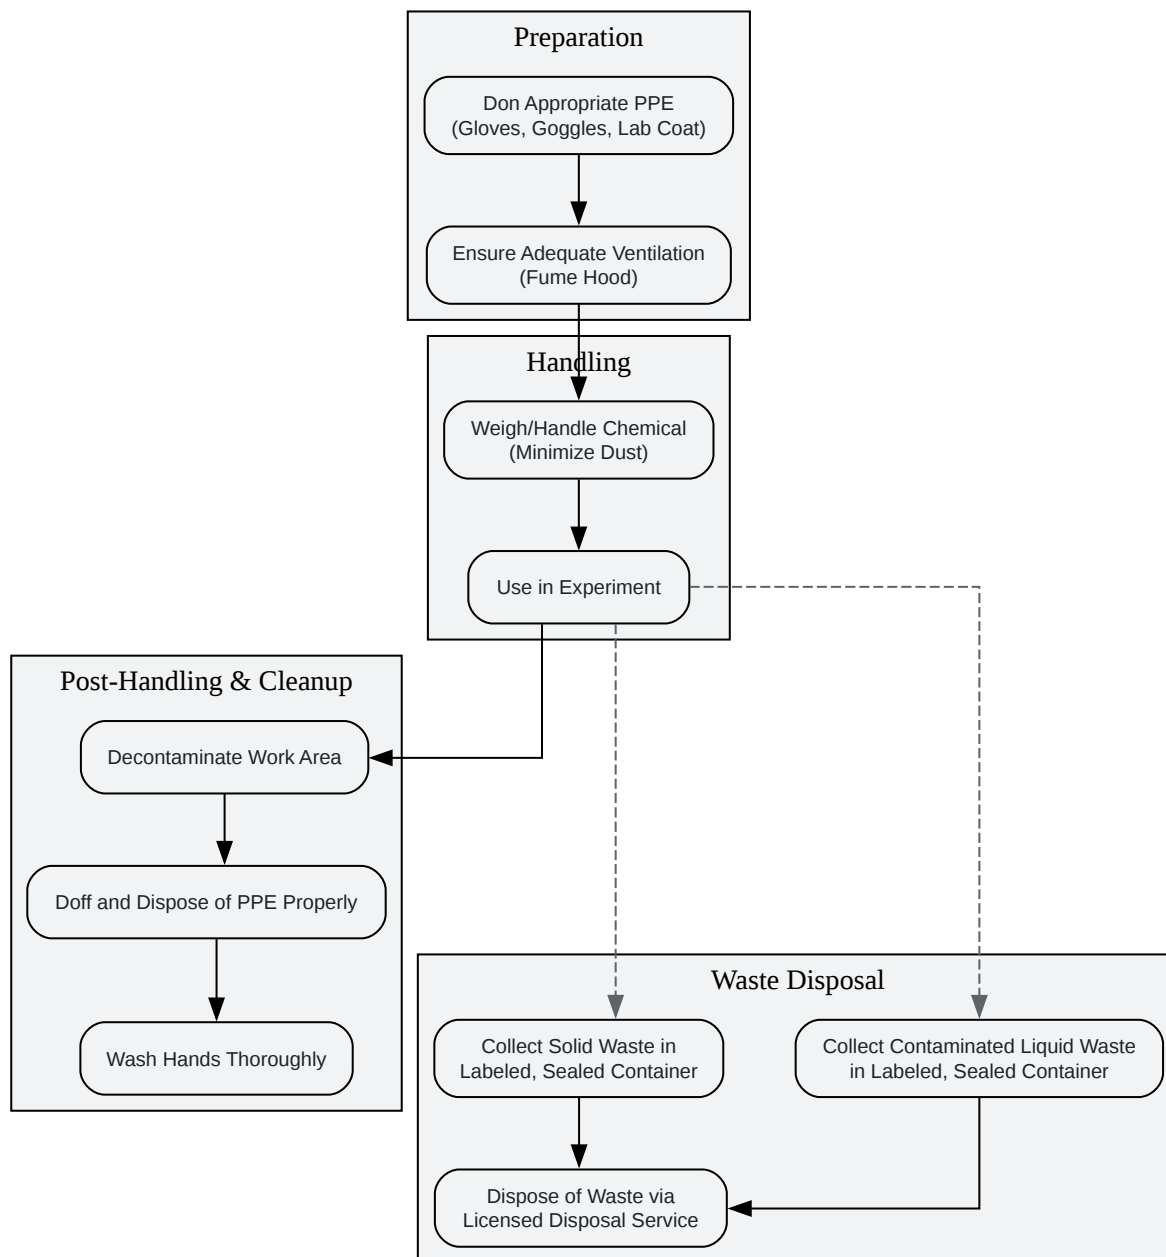 Preparation
Don Appropriate PPE
(Gloves, Goggles, Lab Coat)
Ensure Adequate Ventilation
(Fume Hood)
Handling
Weigh/Handle Chemical
(Minimize Dust)
Use in Experiment
Post-Handling & Cleanup
Decontaminate Work Area
Doff and Dispose of PPE Properly
Wash Hands Thoroughly
Waste Disposal
Collect Solid Waste in
Labeled, Sealed Container
Collect Contaminated Liquid Waste
in Labeled, Sealed Container
Dispose of Waste via
Licensed Disposal Service